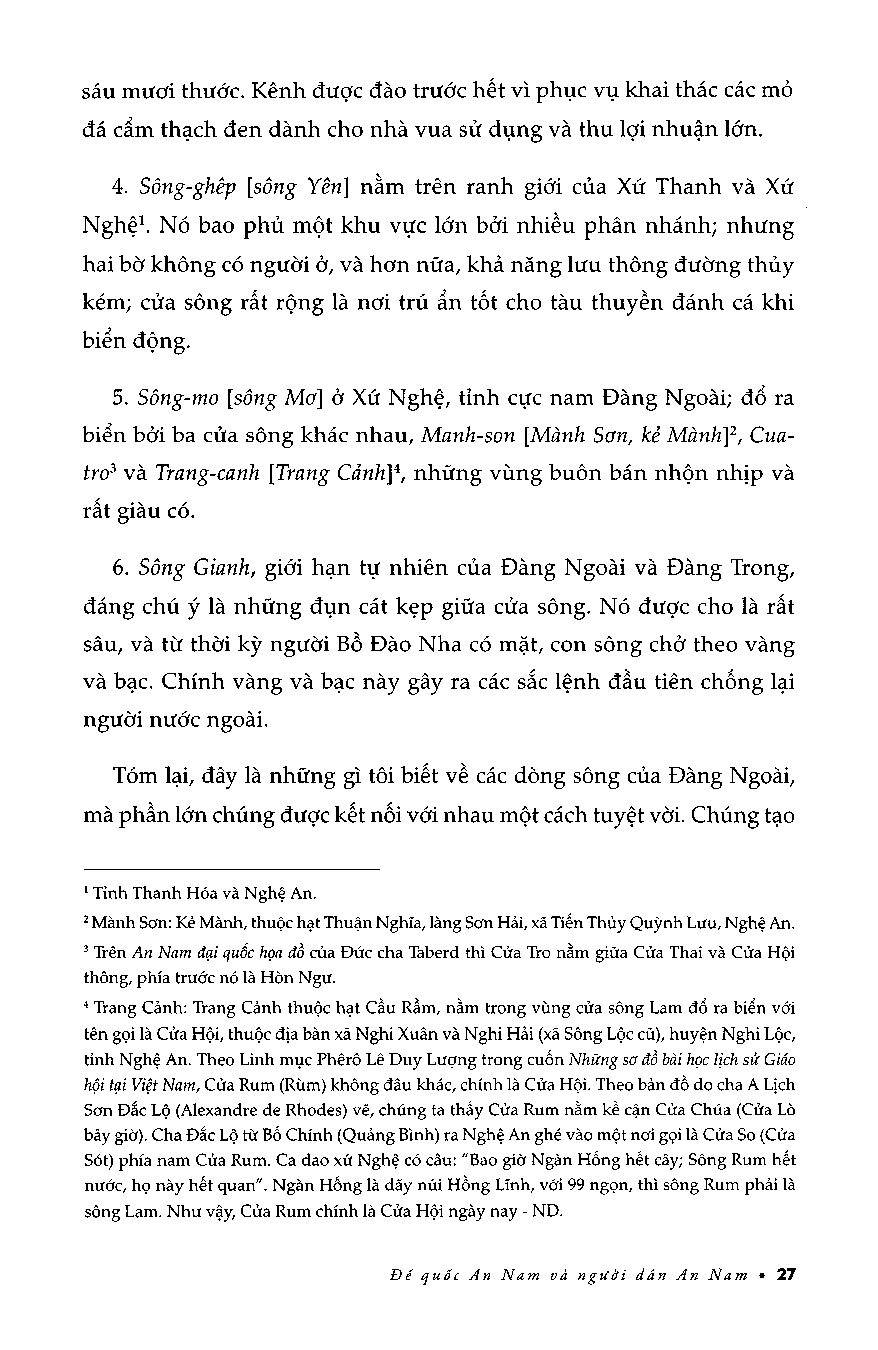 sáu mươi thước. Kênh được đào trước hết vì phục vụ khai thác các mỏ
đá cẩm thạch đen dành cho nhà vua sử dụng và thu lợi nhuận lớn.
4. Sông-ghêp [sông Yên] nằm trên ranh giới của Xứ Thanh và Xứ
Nghệ¹. Nó bao phủ một khu vực lớn bởi nhiều phân nhánh; nhưng
hai bờ không có người ở, và hơn nữa, khả năng lưu thông đường thủy
kém; cửa sông rất rộng là nơi trú ẩn tốt cho tàu thuyền đánh cá khi
biển động.
5. Sông-mo [sông Mơ] ở Xứ Nghệ, tỉnh cực nam Đàng Ngoài; đổ ra
biển bởi ba cửa sông khác nhau, Manh-son [Mành Sơn, kẻ Mành]², Cua-
tro³ và Trang-canh [Trang Cảnh]⁴, những vùng buôn bán nhộn nhịp và
rất giàu có.
6. Sông Gianh, giới hạn tự nhiên của Đàng Ngoài và Đàng Trong,
đáng chú ý là những đụn cát kẹp giữa cửa sông. Nó được cho là rất
sâu, và từ thời kỳ người Bồ Đào Nha có mặt, con sông chở theo vàng
và bạc. Chính vàng và bạc này gây ra các sắc lệnh đầu tiên chống lại
người nước ngoài.
Tóm lại, đây là những gì tôi biết về các dòng sông của Đàng Ngoài,
mà phần lớn chúng được kết nối với nhau một cách tuyệt vời. Chúng tạo
¹ Tỉnh Thanh Hóa và Nghệ An.
² Mành Sơn: Kẻ Mành, thuộc hạt Thuận Nghĩa, làng Sơn Hải, xã Tiến Thủy Quỳnh Lưu, Nghệ An.
³ Trên An Nam đại quốc họa đồ của Đức cha Taberd thì Cửa Tro nằm giữa Cửa Thai và Cửa Hội
thông, phía trước nó là Hòn Ngư.
⁴ Trang Cảnh: Trang Cảnh thuộc hạt Cầu Rầm, nằm trong vùng cửa sông Lam đổ ra biển với
tên gọi là Cửa Hội, thuộc địa bàn xã Nghi Xuân và Nghi Hải (xã Sông Lộc cũ), huyện Nghi Lộc,
tỉnh Nghệ An. Theo Linh mục Phêrô Lê Duy Lượng trong cuốn Những sơ đồ bài học lịch sử Giáo
hội tại Việt Nam, Cửa Rum (Rùm) không đâu khác, chính là Cửa Hội. Theo bản đồ do cha A Lịch
Sơn Đắc Lộ (Alexandre de Rhodes) vẽ, chúng ta thấy Cửa Rum nằm kề cận Cửa Chúa (Cửa Lò
bây giờ). Cha Đắc Lộ từ Bố Chính (Quảng Bình) ra Nghệ An ghé vào một nơi gọi là Cửa So (Cửa
Sót) phía nam Cửa Rum. Ca dao xứ Nghệ có câu: "Bao giờ Ngàn Hống hết cây; Sông Rum hết
nước, họ này hết quan". Ngàn Hống là dãy núi Hồng Lĩnh, với 99 ngọn, thì sông Rum phải là
sông Lam. Như vậy, Cửa Rum chính là Cửa Hội ngày nay - ND.
Đế quốc An Nam và người dân An Nam • 27